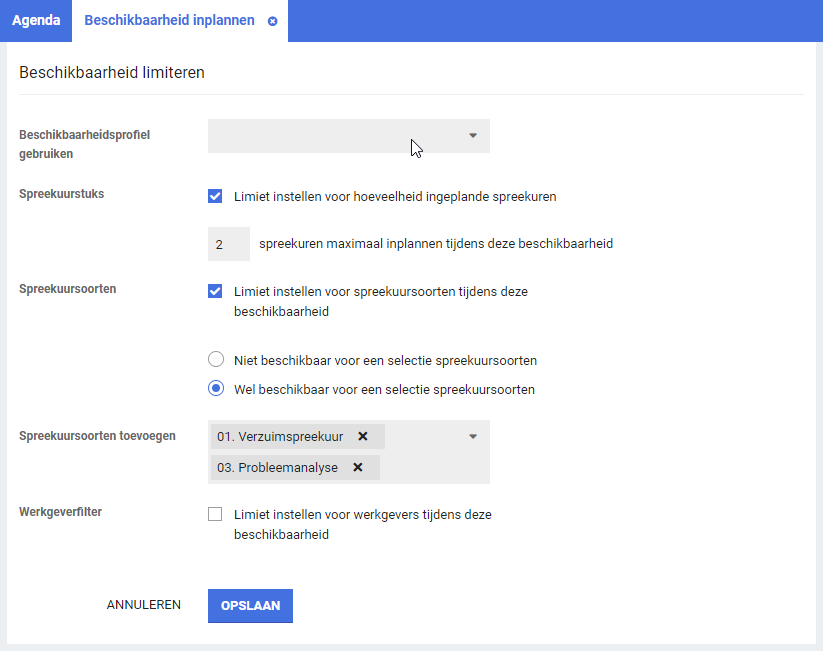 Agenda
Beschikbaarheid inplannen
Beschikbaarheid limiteren
Beschikbaarheidsprofiel
gebruiken
Spreekuurstuks
Limiet instellen voor hoeveelheid ingeplande spreekuren
2 spreekuren maximaal inplannen tijdens deze beschikbaarheid
Spreekuursoorten
Limiet instellen voor spreekuursoorten tijdens deze
beschikbaarheid
Niet beschikbaar voor een selectie spreekuursoorten
Wel beschikbaar voor een selectie spreekuursoorten
Spreekuursoorten toevoegen
01. Verzuimspreekuur
03. Probleemanalyse
Werkgeverfilter
Limiet instellen voor werkgevers tijdens deze
beschikbaarheid
ANNULEREN
OPSLAAN